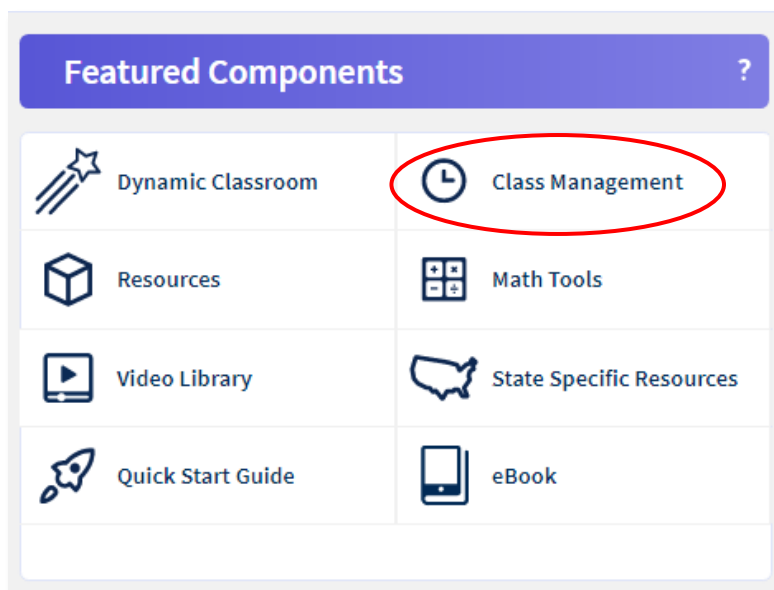 Featured Components ?
Dynamic Classroom
Class Management
Resources
Math Tools
Video Library
State Specific Resources
Quick Start Guide
eBook